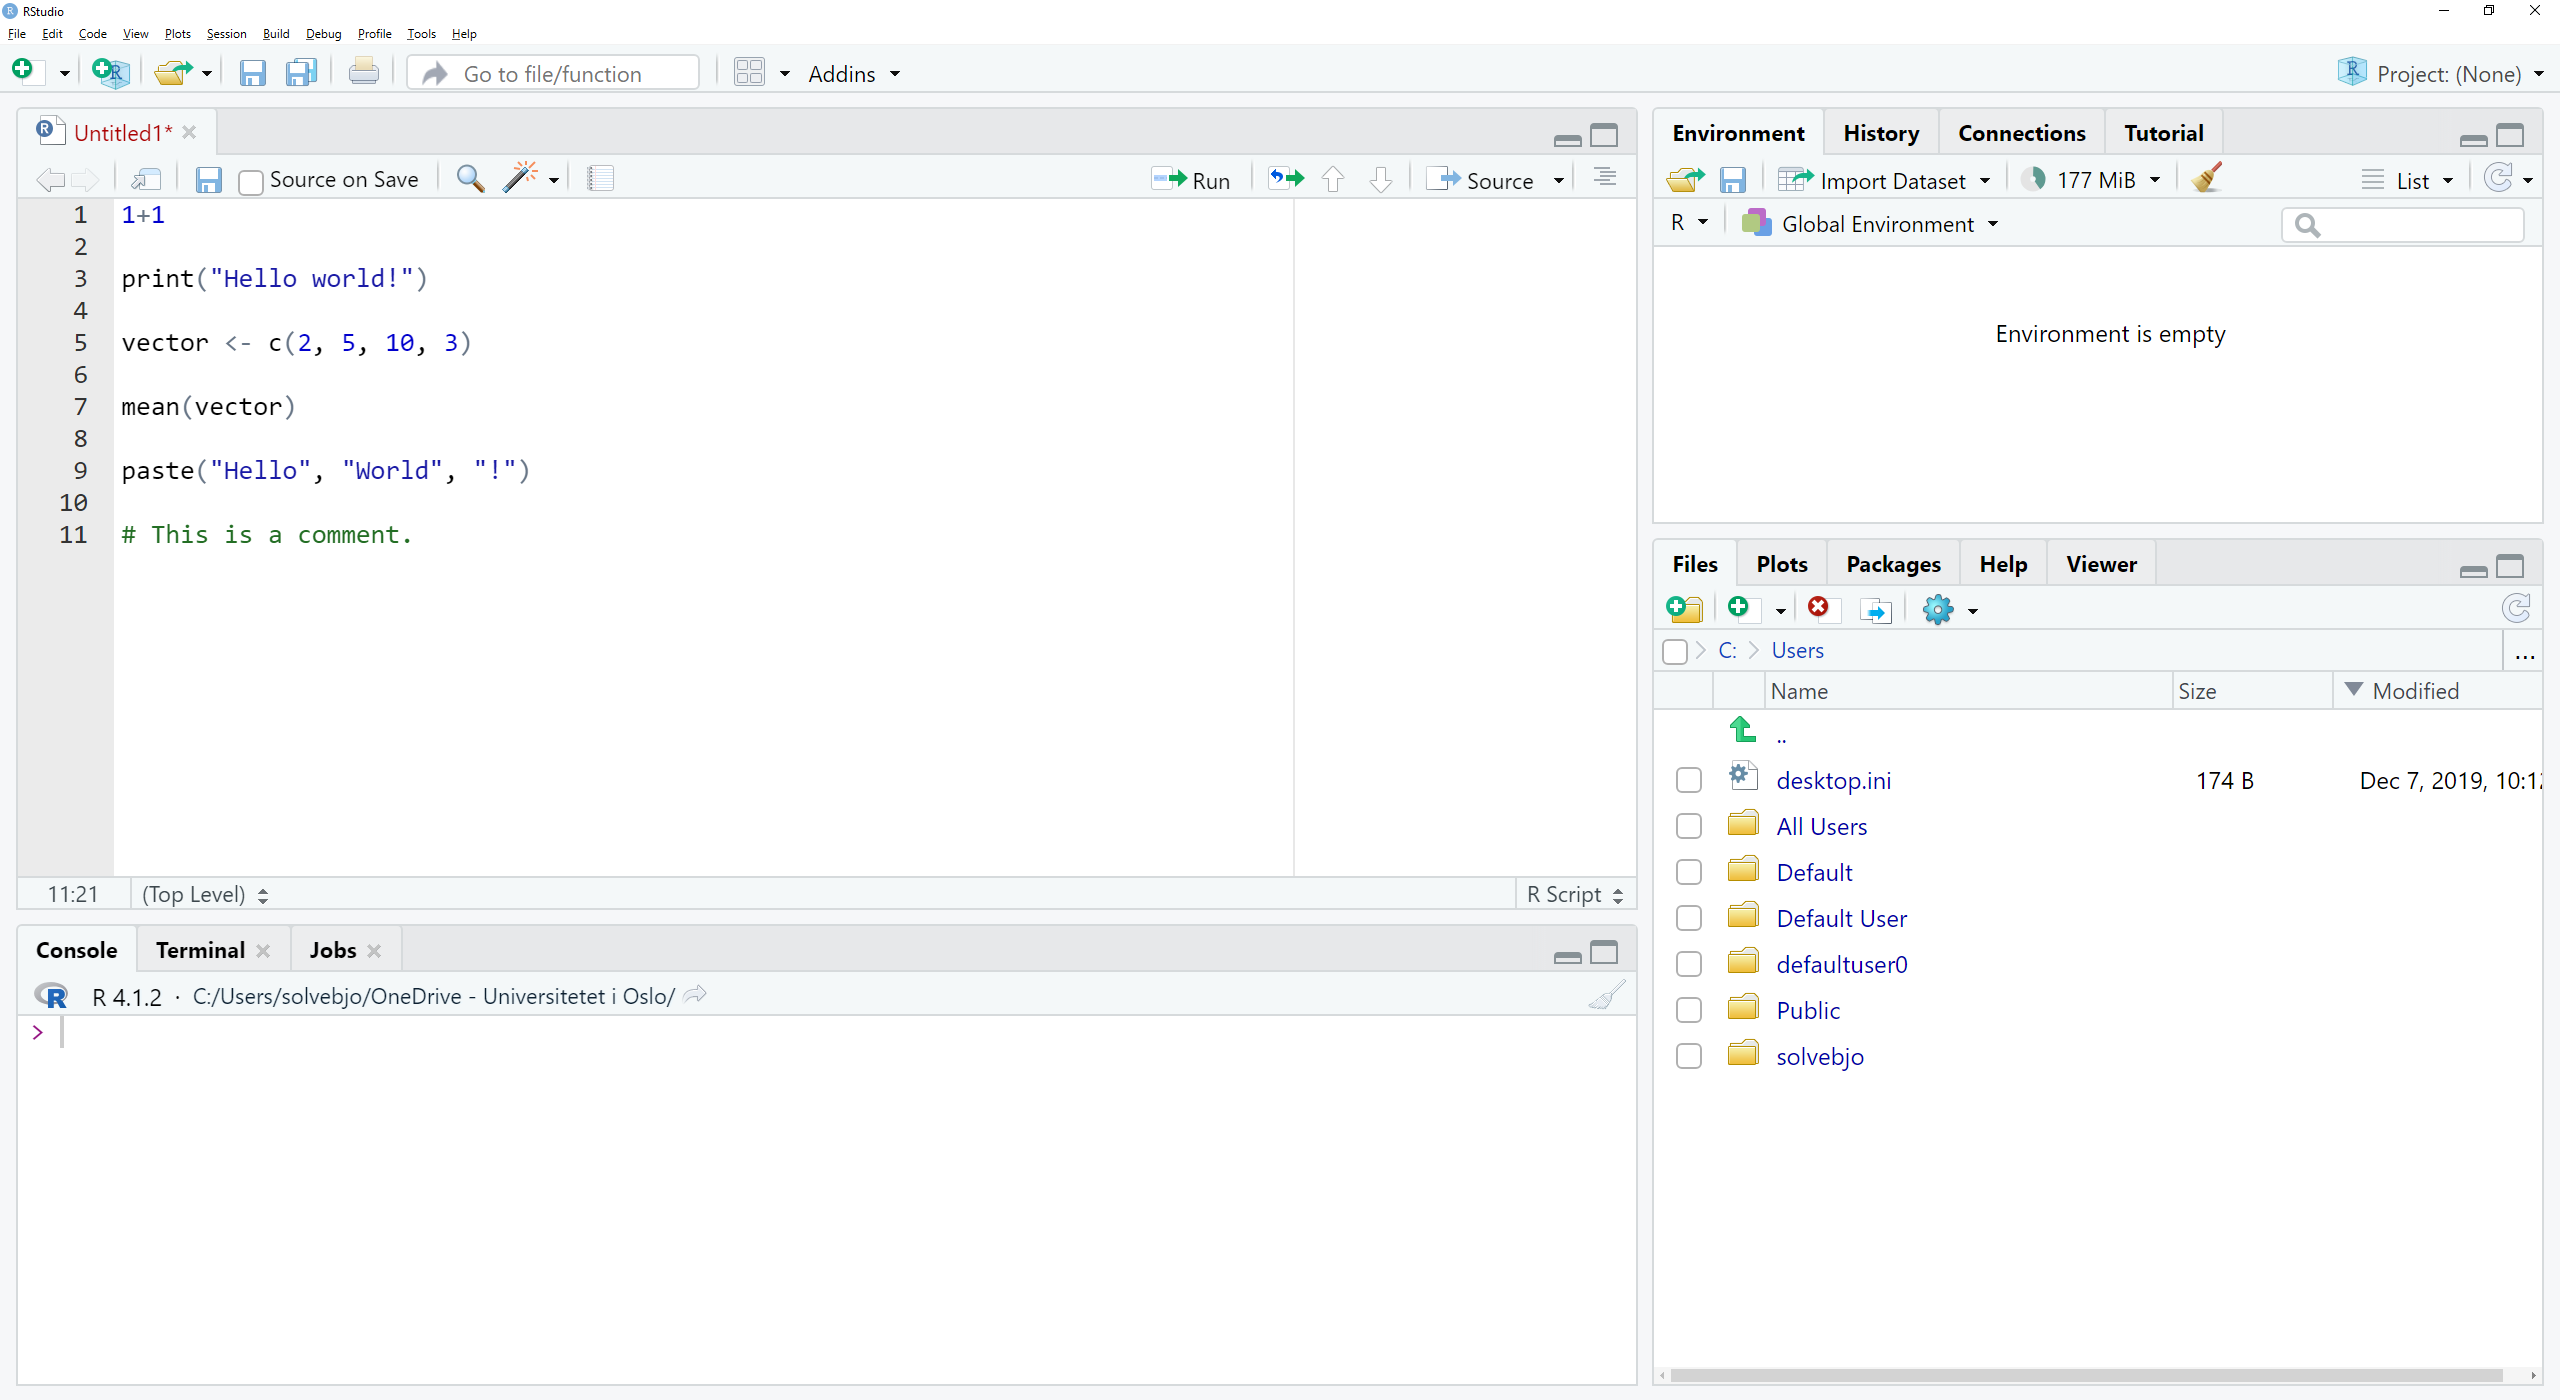 RStudio
File Edit Code View Plots Session Build Debug Profile Tools Help
Go to file/function Addins Project: (None)
Untitled1*
Source on Save Run Source
1 1+1
2
3 print("Hello world!")
4
5 vector <- c(2, 5, 10, 3)
6
7 mean(vector)
8
9 paste("Hello", "World", "!")
10
11 # This is a comment.
11:21 (Top Level) R Script
Console Terminal Jobs
R 4.1.2 · C:/Users/solvebjo/OneDrive - Universitetet i Oslo/
>
Environment History Connections Tutorial
Import Dataset 177 MiB List
R Global Environment
Environment is empty
Files Plots Packages Help Viewer
C: Users ...
Name Size Modified
..
desktop.ini 174 B Dec 7, 2019, 10:1
All Users
Default
Default User
defaultuser0
Public
solvebjo